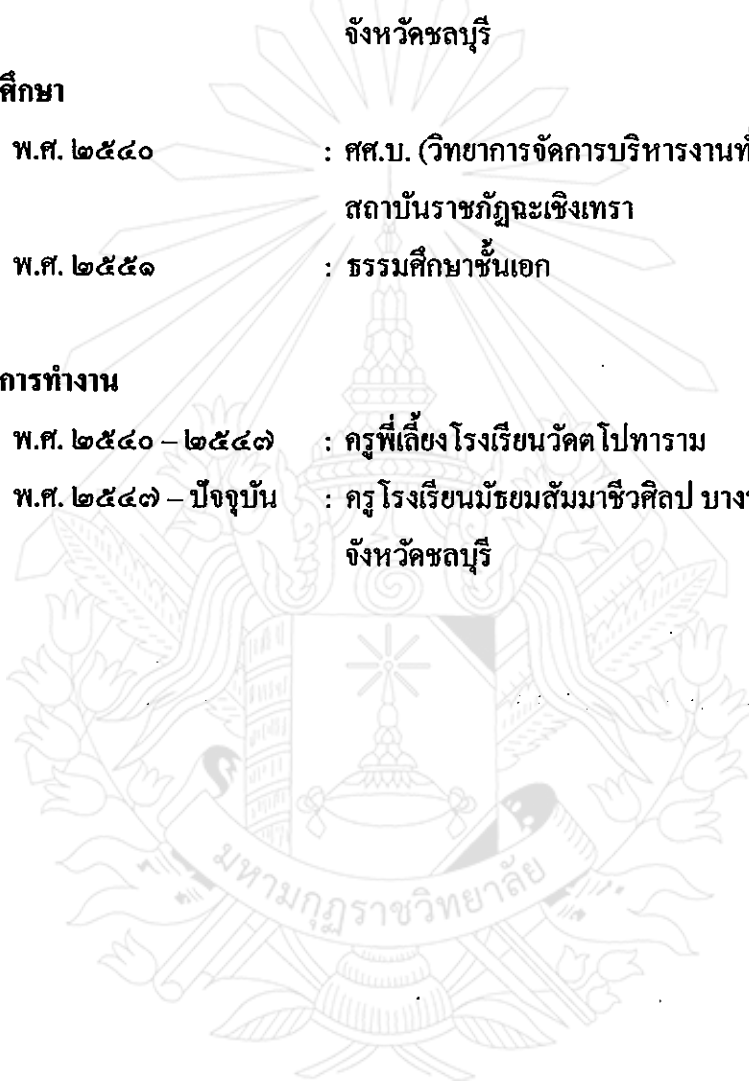 จังหวัดชลบุรี
ศึกษา
พ.ศ. ๒๕๔๐ : ศศ.บ. (วิทยาการจัดการบริหารงานทั
สถาบันราชภัฏฉะเชิงเทรา
พ.ศ. ๒๕๕๑ : ธรรมศึกษาชั้นเอก
การทำงาน
พ.ศ. ๒๕๔๐ – ๒๕๔๗ : ครูพี่เลี้ยงโรงเรียนวัดตโปทาราม
พ.ศ. ๒๕๔๗ – ปัจจุบัน : ครูโรงเรียนมัธยมสัมมาชีวศิลป
จังหวัดชลบุรี
มหามกุฏราชวิทยาลัย